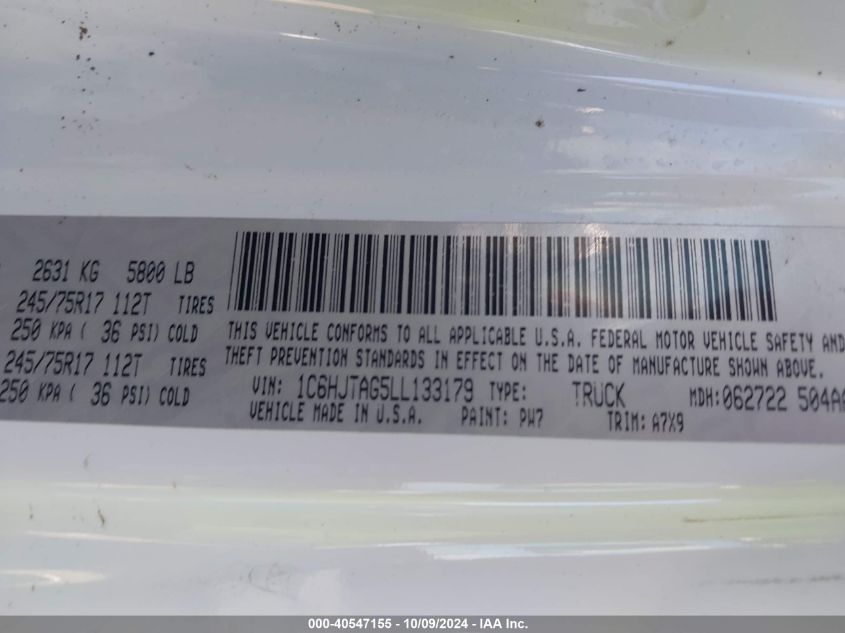 2631 KG 5800 LB
245/75R17 112T TIRES
250 KPA ( 36 PSI) COLD
245/75R17 112T TIRES
250 KPA ( 36 PSI) COLD
THIS VEHICLE CONFORMS TO ALL APPLICABLE U.S.A. FEDERAL MOTOR VEHICLE SAFETY AND
THEFT PREVENTION STANDARDS IN EFFECT ON THE DATE OF MANUFACTURE SHOWN ABOVE.
VIN: 1C6HJTAG5LL133179 TYPE: TRUCK MDH:062722 504AA
VEHICLE MADE IN U.S.A. PAINT: PW7 TRIM: A7X9
000-40547155 - 10/09/2024 - IAA Inc.